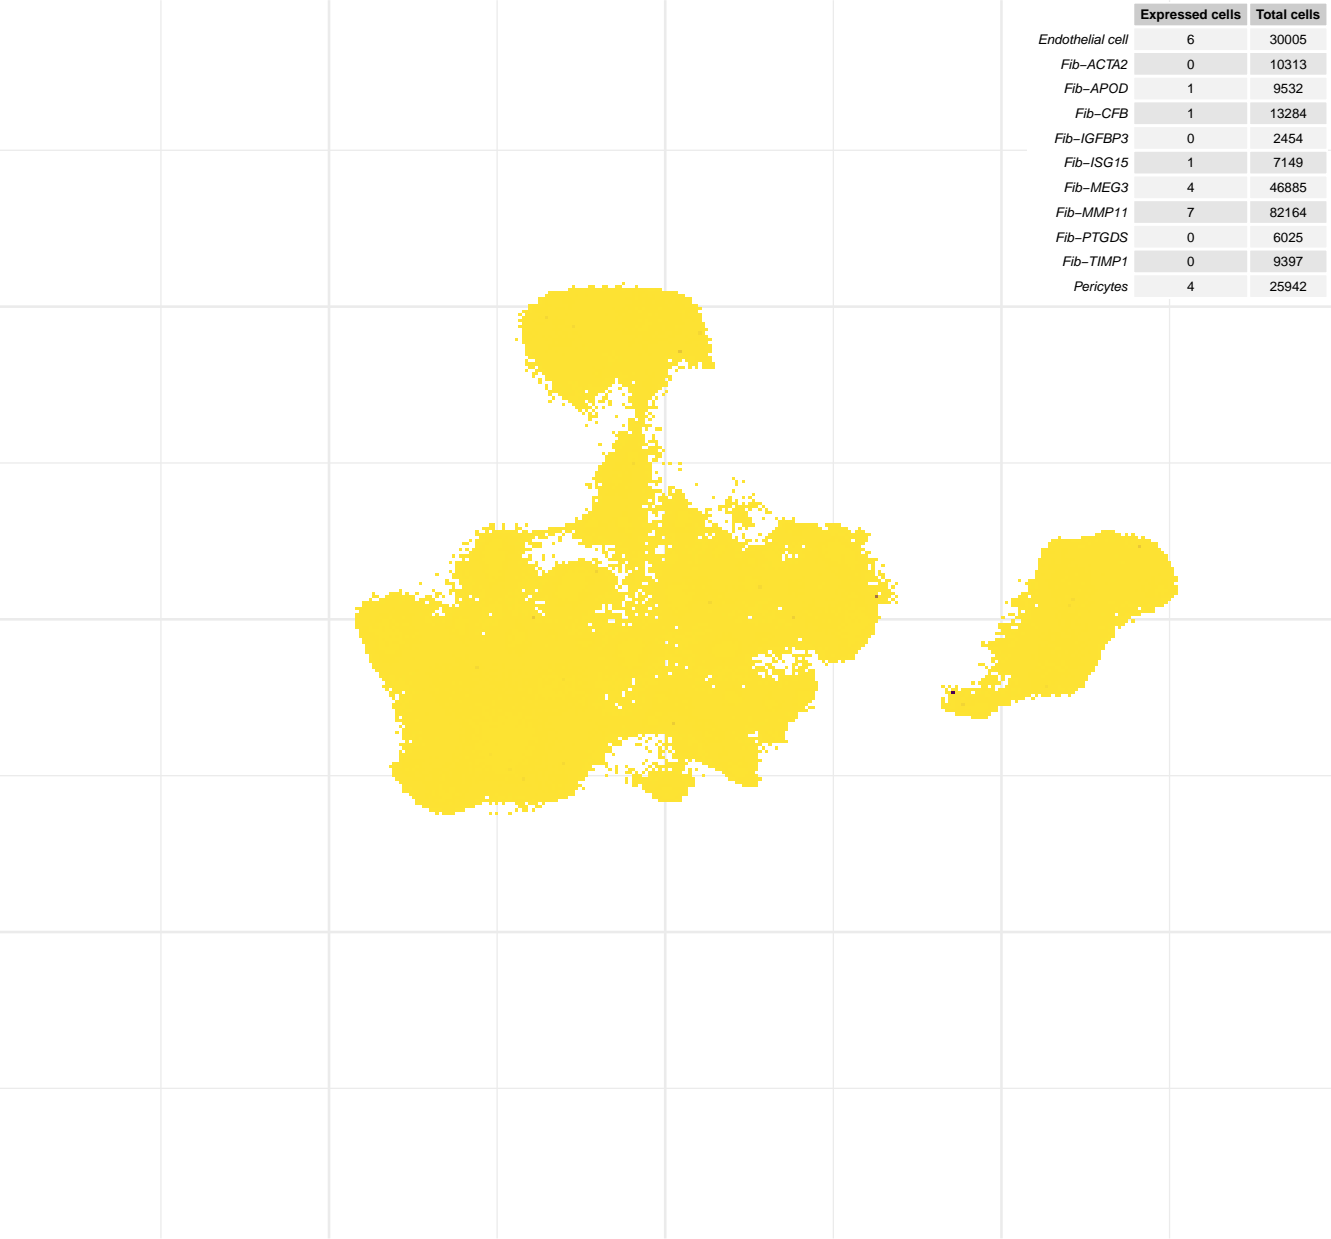 Expressed cells Total cells
Endothelial cell 6 30005
Fib−ACTA2 0 10313
Fib−APOD 1 9532
Fib−CFB 1 13284
Fib−IGFBP3 0 2454
Fib−ISG15 1 7149
Fib−MEG3 4 46885
Fib−MMP11 7 82164
Fib−PTGDS 0 6025
Fib−TIMP1 0 9397
Pericytes 4 25942